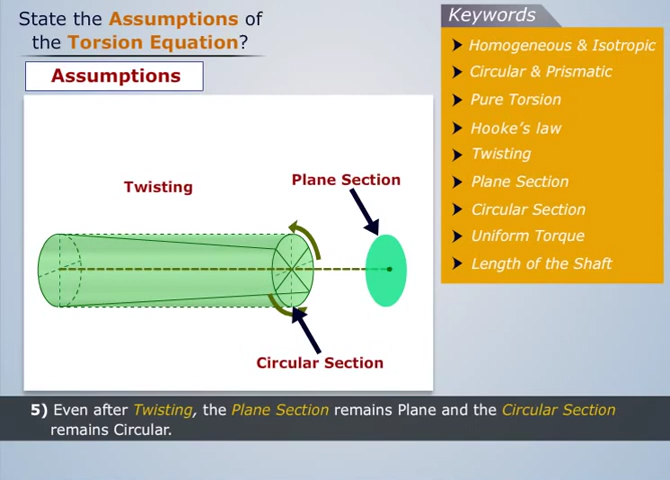 State the Assumptions of
the Torsion Equation?
Assumptions
Twisting
Plane Section
Circular Section
Keywords
Homogeneous & Isotropic
Circular & Prismatic
Pure Torsion
Hooke's law
Twisting
Plane Section
Circular Section
Uniform Torque
Length of the Shaft
5) Even after Twisting, the Plane Section remains Plane and the Circular Section
remains Circular.